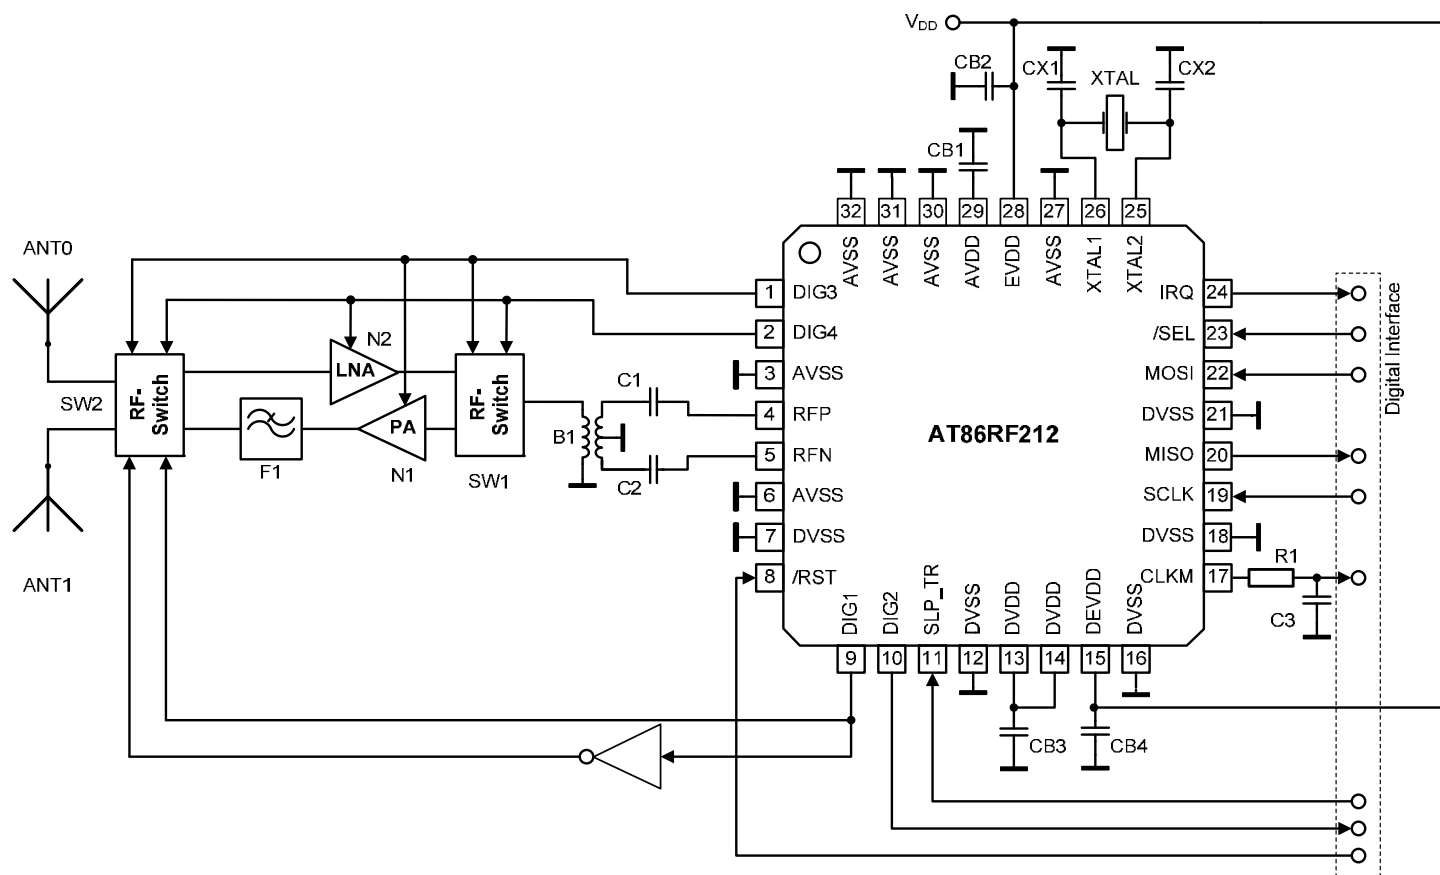 VDD
CB2
CX1
XTAL
CX2
CB1
32 31 30 29 28 27 26 25
AVSS AVSS AVSS AVDD EVDD AVSS XTAL1 XTAL2
ANT0
1 DIG3
IRQ 24
2 DIG4
/SEL 23
N2
LNA
3 AVSS
MOSI 22
SW2
RF-
Switch
C1
RF-
Switch
4 RFP
DVSS 21
PA
B1
AT86RF212
5 RFN
MISO 20
F1
N1
SW1
C2
6 AVSS
SCLK 19
7 DVSS
DVSS 18
ANT1
8 /RST
CLKM 17
R1
C3
Digital Interface
DIG1 DIG2 SLP_TR DVSS DVDD DVDD DEVDD DVSS
9 10 11 12 13 14 15 16
CB3
CB4